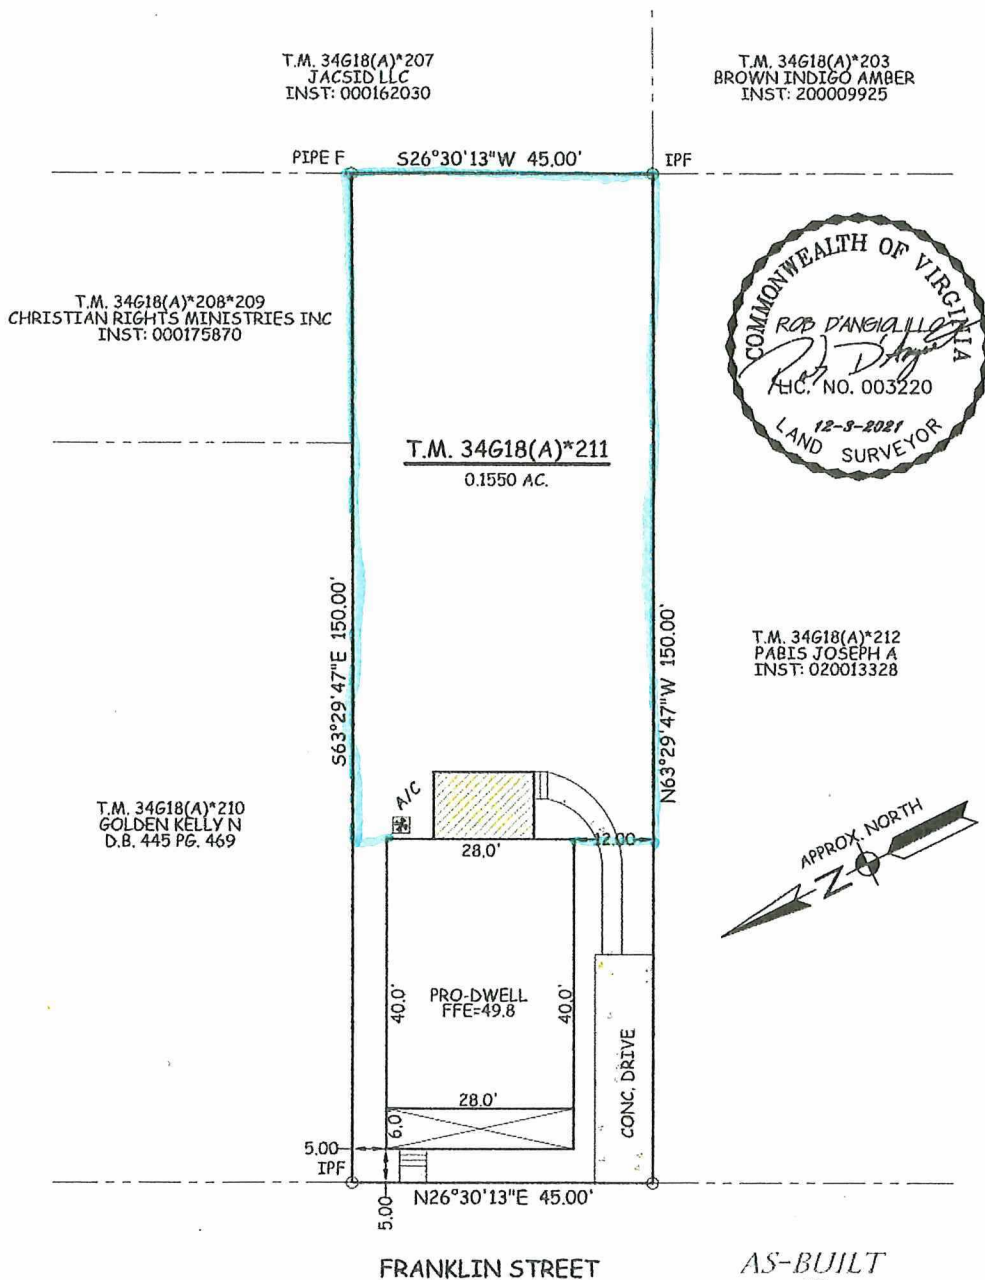 T.M. 34G18(A)*207
JACSID LLC
INST: 000162030
T.M. 34G18(A)*203
BROWN INDIGO AMBER
INST: 200009925
PIPE F
S26°30'13"W 45.00'
IPF
COMMONWEALTH OF VIRGINIA
ROB D'ANGIOLILLO
LIC. NO. 003220
12-3-2021
LAND SURVEYOR
T.M. 34G18(A)*208*209
CHRISTIAN RIGHTS MINISTRIES INC
INST: 000175870
T.M. 34G18(A)*211
0.1550 AC.
S63°29'47"E 150.00'
N63°29'47"W 150.00'
T.M. 34G18(A)*212
PABIS JOSEPH A
INST: 020013328
T.M. 34G18(A)*210
GOLDEN KELLY N
D.B. 445 PG. 469
A/C
28.0'
12.00
APPROX. NORTH
N
40.0'
PRO-DWELL
FFE=49.8
40.0'
CONC. DRIVE
28.0'
6.0'
5.00
IPF
5.00
N26°30'13"E 45.00'
FRANKLIN STREET
AS-BUILT